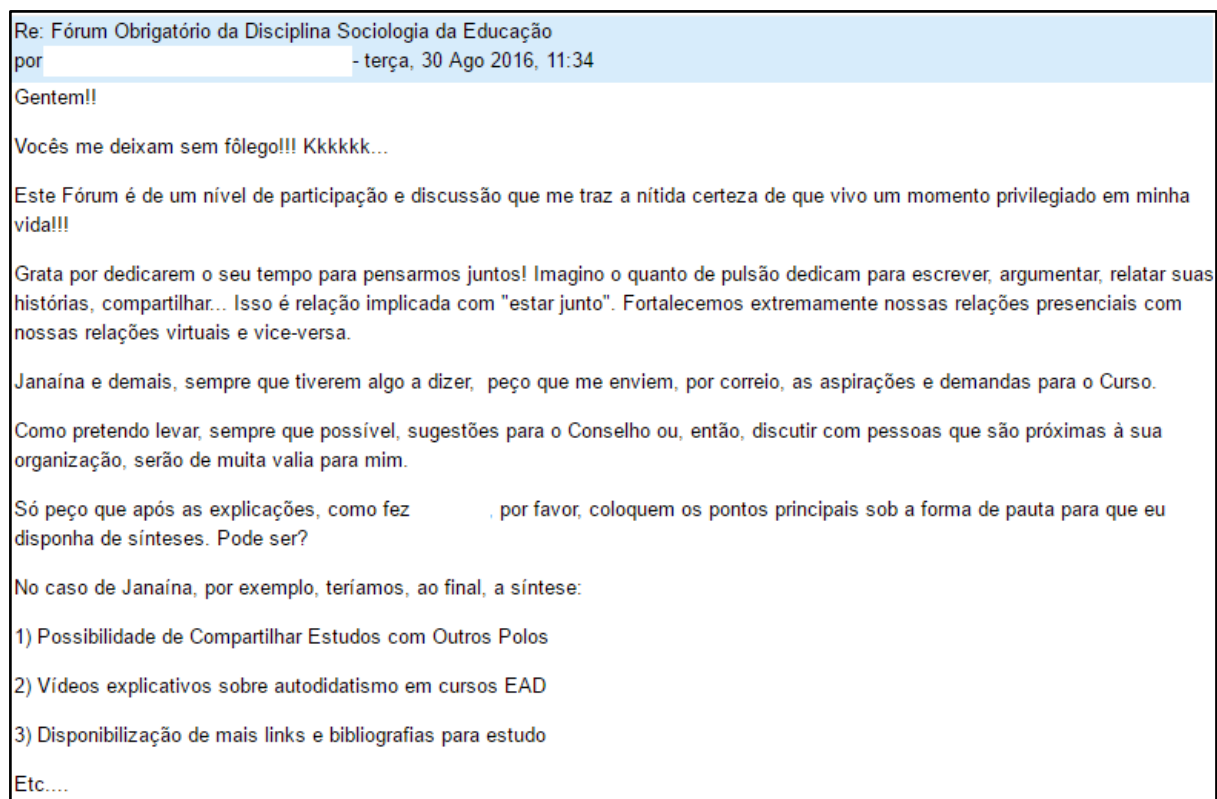 Re: Fórum Obrigatório da Disciplina Sociologia da Educação
por - terça, 30 Ago 2016, 11:34
Gentem!!
Vocês me deixam sem fôlego!!! Kkkkkk...
Este Fórum é de um nível de participação e discussão que me traz a nítida certeza de que vivo um momento privilegiado em minha
vida!!!
Grata por dedicarem o seu tempo para pensarmos juntos! Imagino o quanto de pulsão dedicam para escrever, argumentar, relatar suas
histórias, compartilhar... Isso é relação implicada com "estar junto". Fortalecemos extremamente nossas relações presenciais com
nossas relações virtuais e vice-versa.
Janaína e demais, sempre que tiverem algo a dizer, peço que me enviem, por correio, as aspirações e demandas para o Curso.
Como pretendo levar, sempre que possível, sugestões para o Conselho ou, então, discutir com pessoas que são próximas à sua
organização, serão de muita valia para mim.
Só peço que após as explicações, como fez , por favor, coloquem os pontos principais sob a forma de pauta para que eu
disponha de sínteses. Pode ser?
No caso de Janaína, por exemplo, teríamos, ao final, a síntese:
1) Possibilidade de Compartilhar Estudos com Outros Polos
2) Vídeos explicativos sobre autodidatismo em cursos EAD
3) Disponibilização de mais links e bibliografias para estudo
Etc....